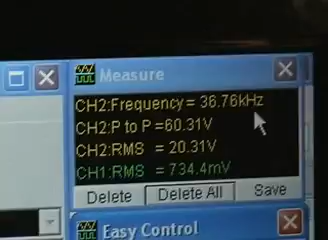 Measure
CH2:Frequency = 36.76kHz
CH2:P to P =60.31V
CH2:RMS = 20.31V
CH1:RMS = 734.4mV
Delete Delete All Save
Easy Control